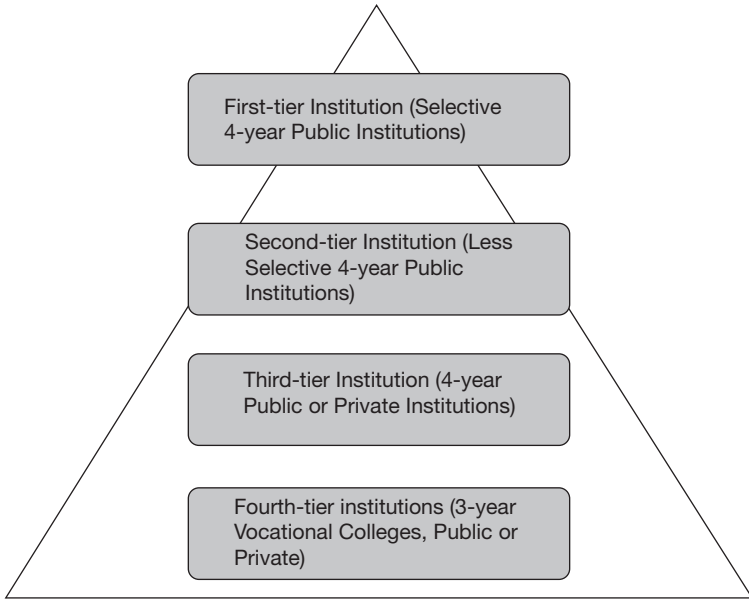 First-tier Institution (Selective
4-year Public Institutions)
Second-tier Institution (Less
Selective 4-year Public
Institutions)
Third-tier Institution (4-year
Public or Private Institutions)
Fourth-tier institutions (3-year
Vocational Colleges, Public or
Private)